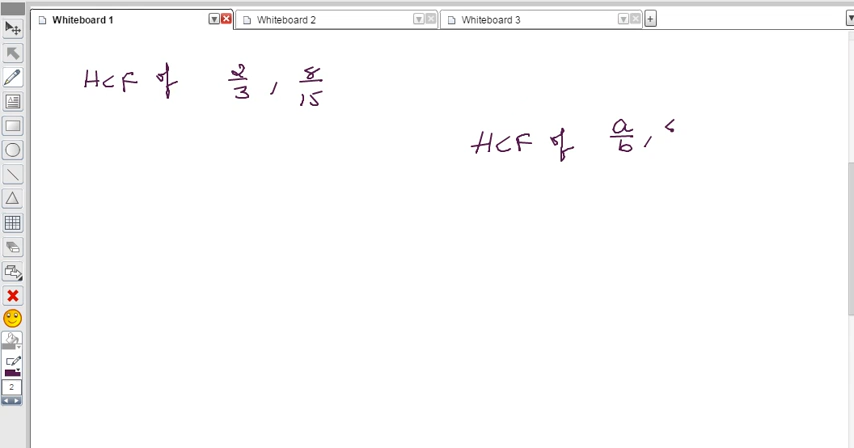 Whiteboard 1 Whiteboard 2 Whiteboard 3
HCF of 2/3, 8/15
HCF of a/b,
2